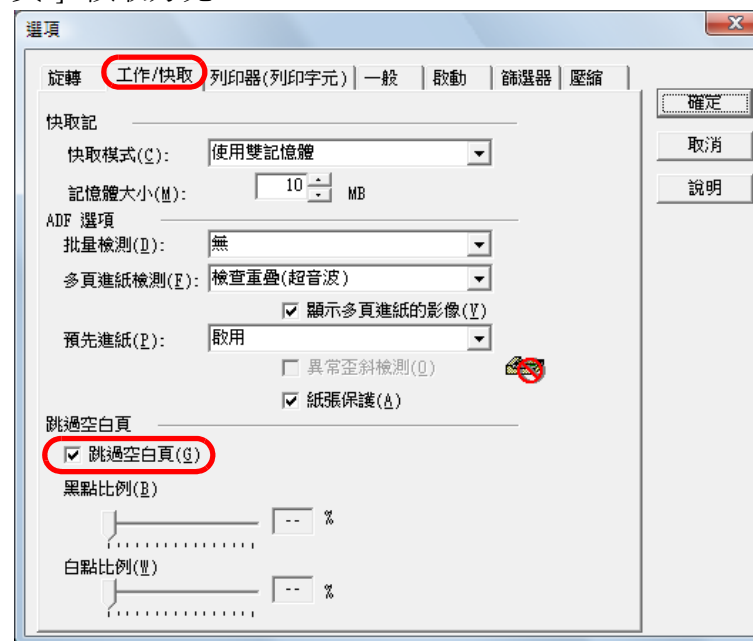 選項
旋轉 工作/快取 列印器(列印字元) 一般 啟動 篩選器 壓縮
確定
取消
說明
快取記
快取模式(C): 使用雙記憶體
記憶體大小(M): 10 MB
ADF 選項
批量檢測(D): 無
多頁進紙檢測(F): 檢查重疊(超音波)
顯示多頁進紙的影像(V)
預先進紙(P): 啟用
異常歪斜檢測(O)
紙張保護(A)
跳過空白頁
跳過空白頁(G)
黑點比例(B)
-- %
白點比例(W)
-- %